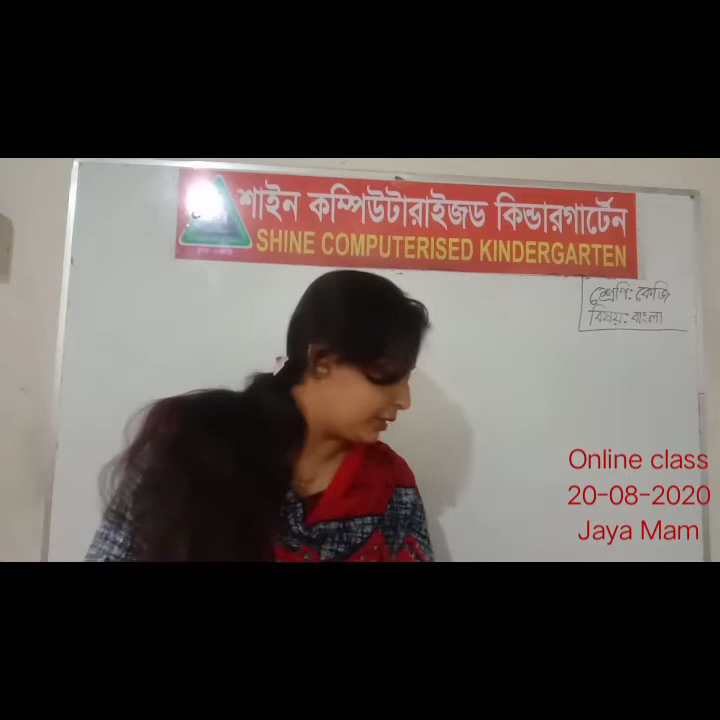 শাইন কম্পিউটারাইজড কিন্ডারগার্টেন
SHINE COMPUTERISED KINDERGARTEN
শ্রেণি: কেজি
বিষয়: বাংলা
Online class
20-08-2020
Jaya Mam